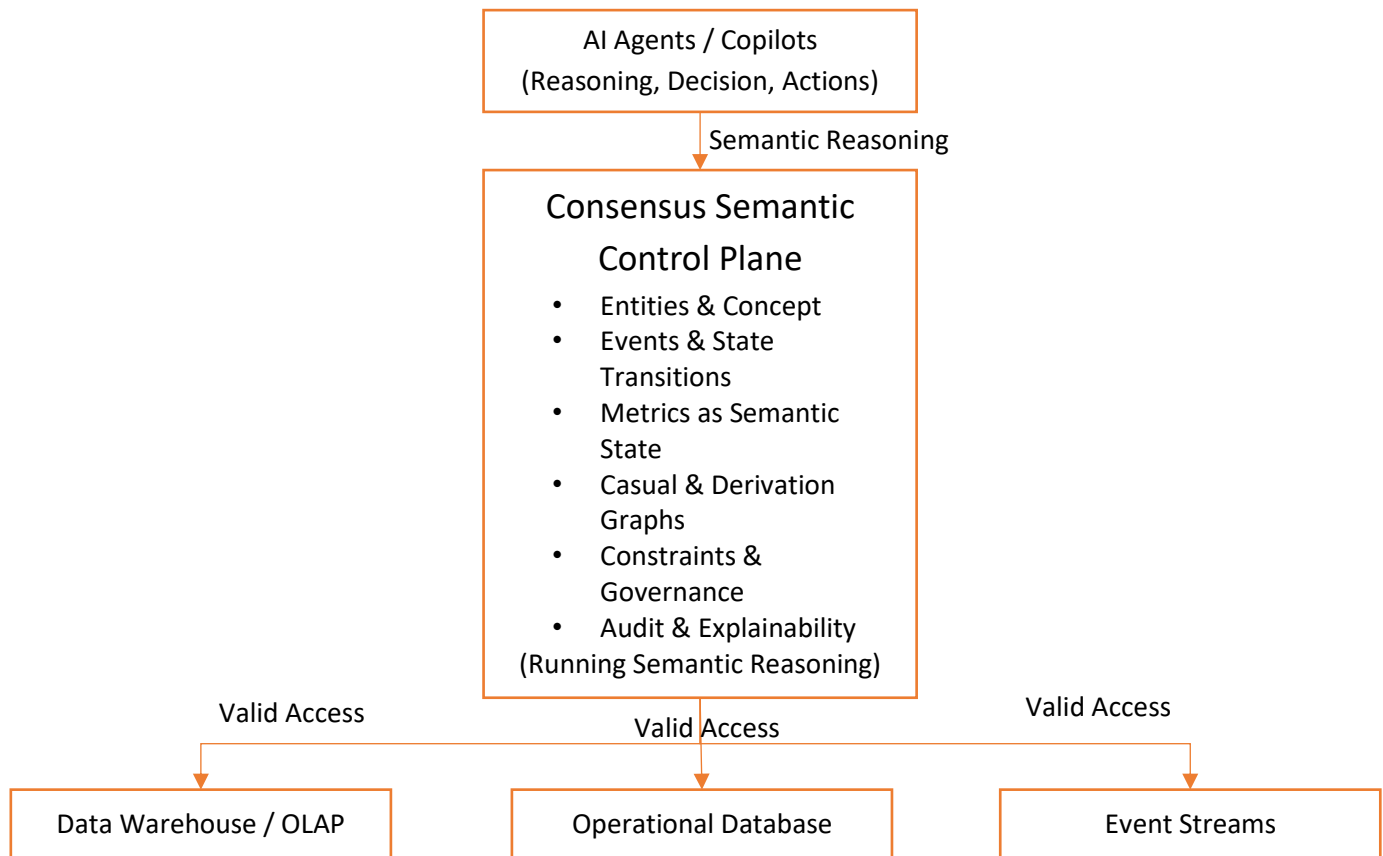 AI Agents / Copilots
(Reasoning, Decision, Actions)
Semantic Reasoning
Consensus Semantic
Control Plane
• Entities & Concept
• Events & State
Transitions
• Metrics as Semantic
State
• Casual & Derivation
Graphs
• Constraints &
Governance
• Audit & Explainability
(Running Semantic Reasoning)
Valid Access
Valid Access
Valid Access
Data Warehouse / OLAP
Operational Database
Event Streams